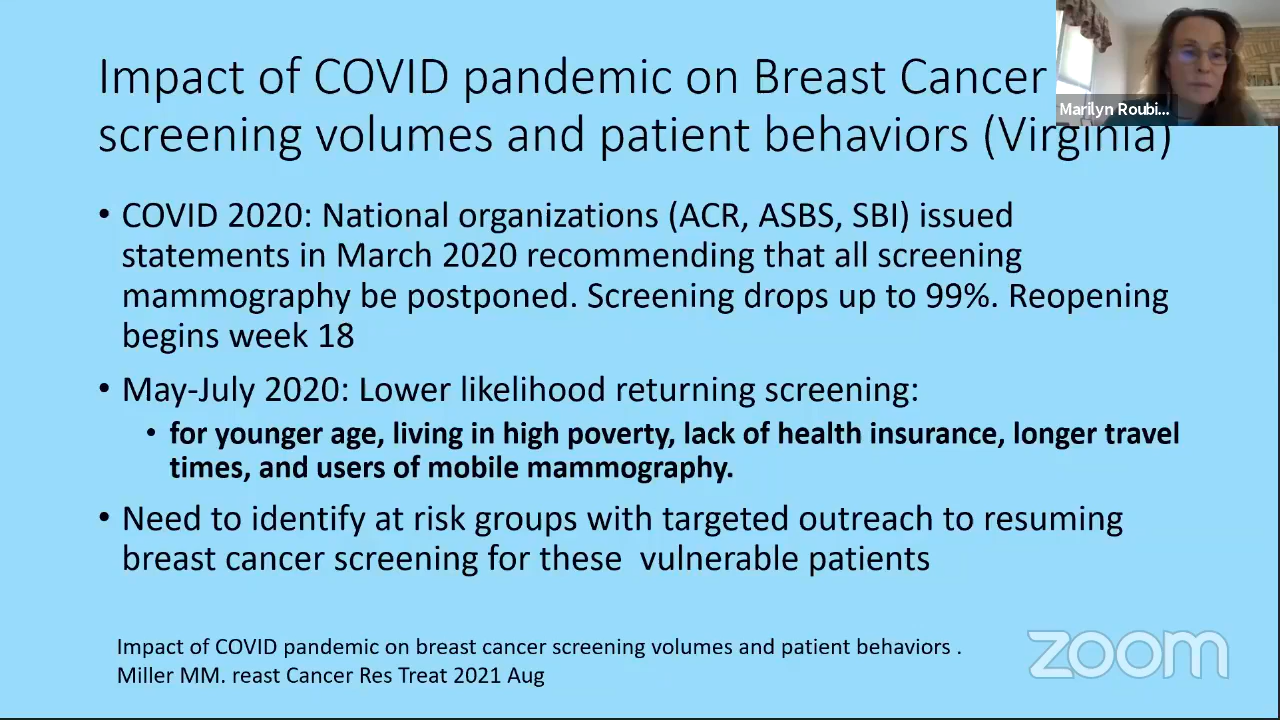 Impact of COVID pandemic on Breast Cancer
screening volumes and patient behaviors (Virginia)
Marilyn Roubi...
• COVID 2020: National organizations (ACR, ASBS, SBI) issued
statements in March 2020 recommending that all screening
mammography be postponed. Screening drops up to 99%. Reopening
begins week 18
• May-July 2020: Lower likelihood returning screening:
• for younger age, living in high poverty, lack of health insurance, longer travel
times, and users of mobile mammography.
• Need to identify at risk groups with targeted outreach to resuming
breast cancer screening for these  vulnerable patients
Impact of COVID pandemic on breast cancer screening volumes and patient behaviors .
Miller MM. reast Cancer Res Treat 2021 Aug
zoom